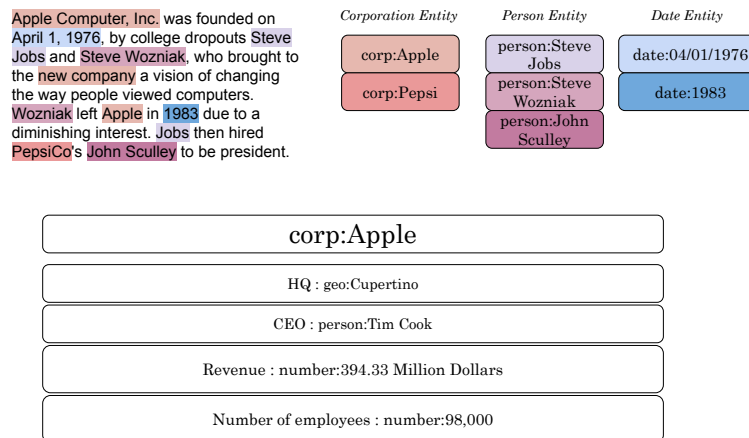 Apple Computer, Inc. was founded on
April 1, 1976, by college dropouts Steve
Jobs and Steve Wozniak, who brought to
the new company a vision of changing
the way people viewed computers.
Wozniak left Apple in 1983 due to a
diminishing interest. Jobs then hired
PepsiCo's John Sculley to be president.
Corporation Entity
corp:Apple
corp:Pepsi
Person Entity
person:Steve
Jobs
person:Steve
Wozniak
person:John
Sculley
Date Entity
date:04/01/1976
date:1983
corp:Apple
HQ : geo:Cupertino
CEO : person:Tim Cook
Revenue : number:394.33 Million Dollars
Number of employees : number:98,000